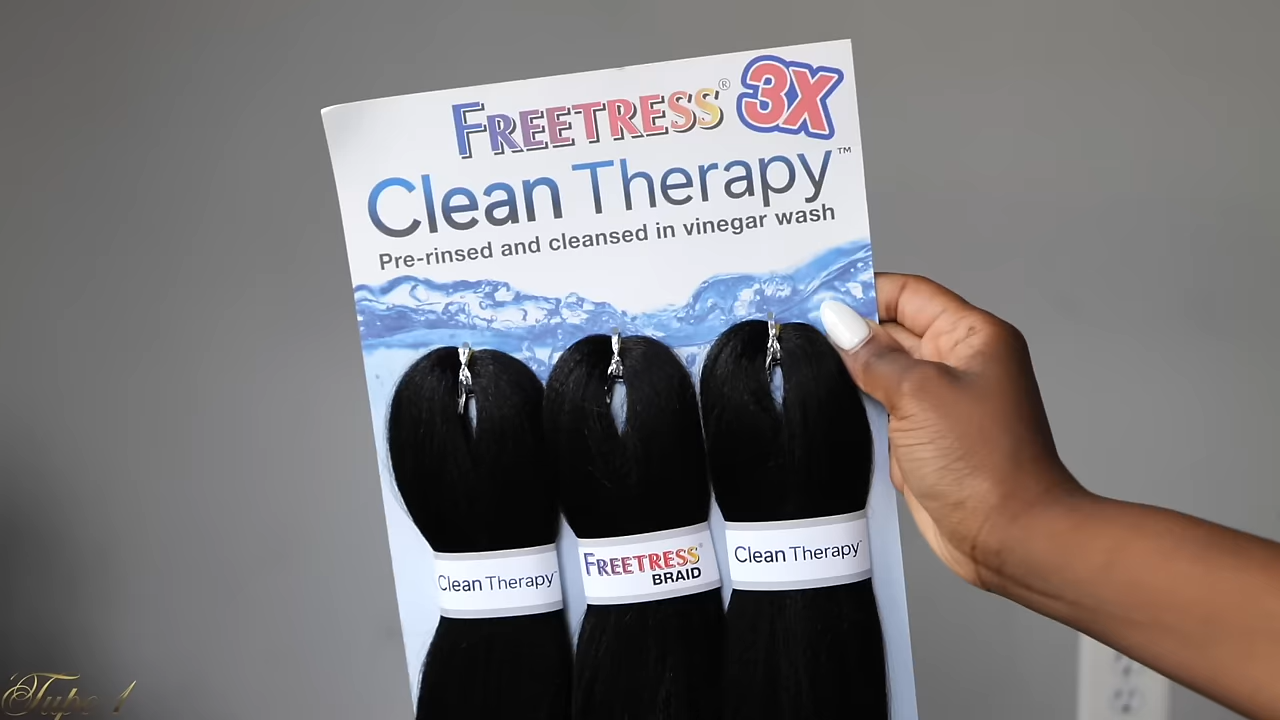 FREETRESS® 3X
Clean Therapy™
Pre-rinsed and cleansed in vinegar wash
Clean Therapy™
FREETRESS®
BRAID
Clean Therapy™